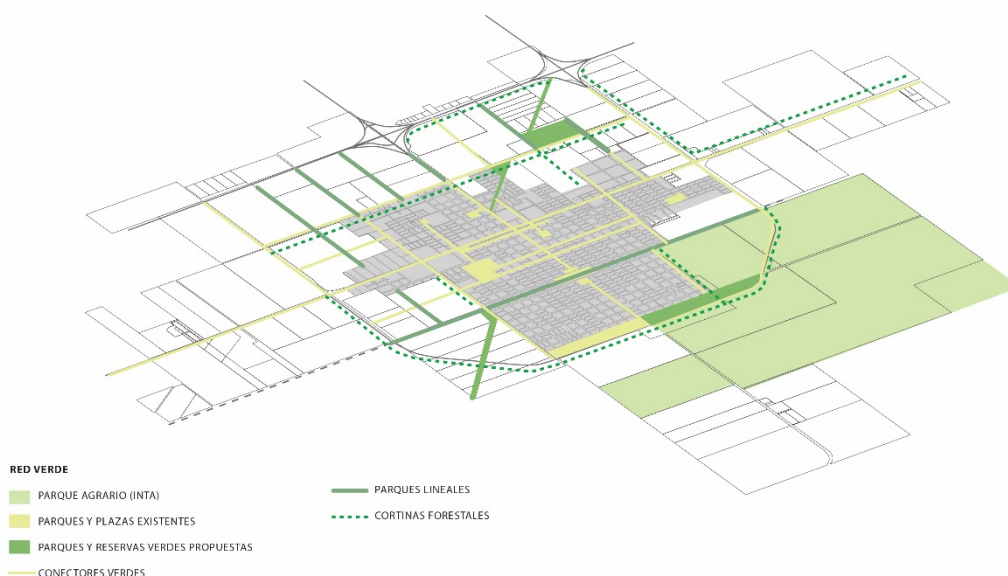 RED VERDE
PARQUE AGRARIO (INTA)
PARQUES Y PLAZAS EXISTENTES
PARQUES Y RESERVAS VERDES PROPUESTAS
CONECTORES VERDES
PARQUES LINEALES
CORTINAS FORESTALES